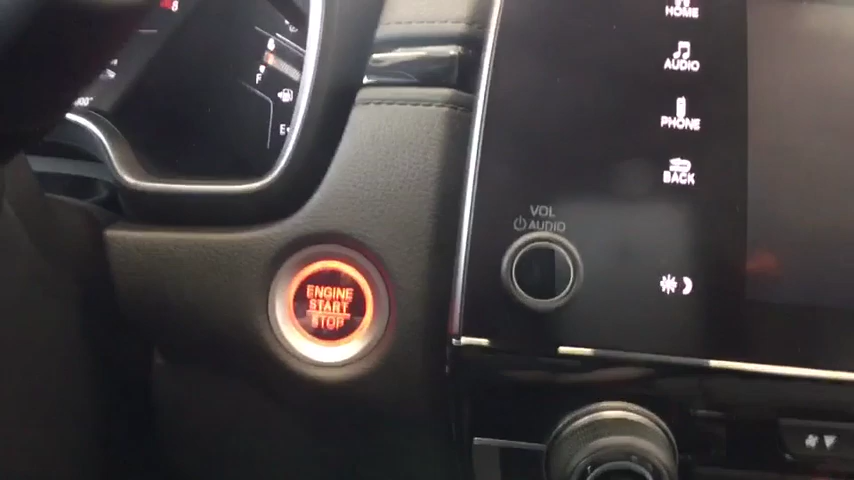 HOME
AUDIO
F
PHONE
E
BACK
VOL
AUDIO
ENGINE
START
STOP